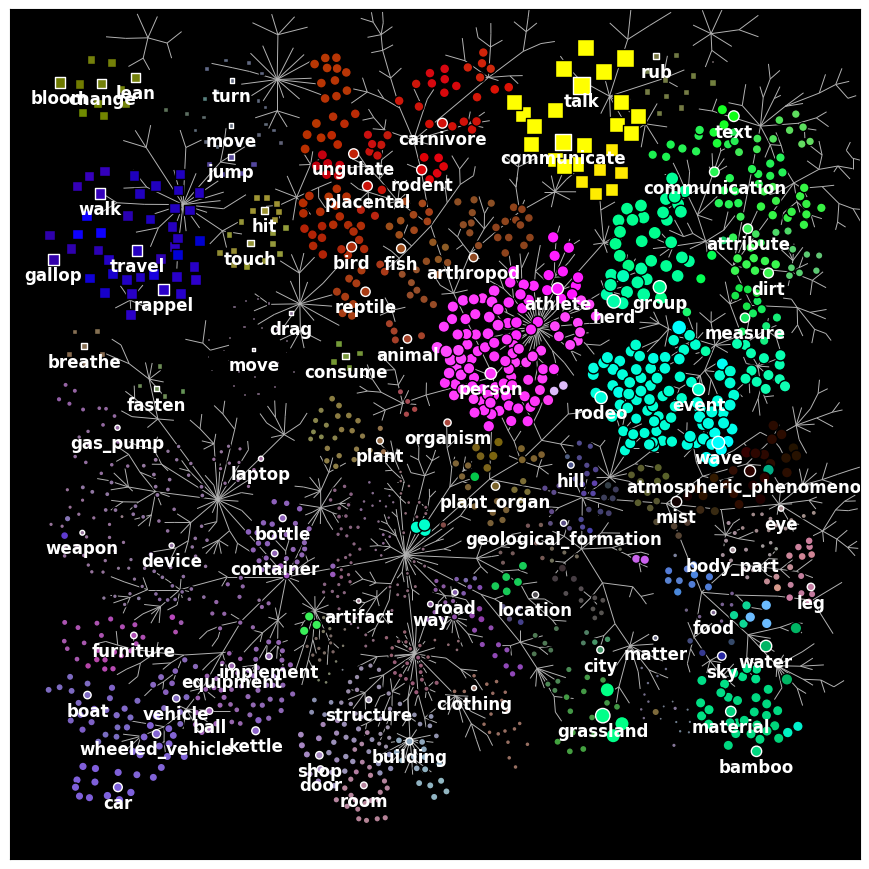 rub
bloom
change
lean
turn
talk
text
move
carnivore
communicate
jump
ungulate
rodent
communication
walk
placental
hit
attribute
touch
bird
fish
arthropod
travel
gallop
dirt
rappel
reptile
athlete
herd
group
drag
measure
breathe
move
consume
animal
person
fasten
rodeo
event
gas_pump
organism
laptop
plant
wave
hill
plant_organ
atmospheric_phenomeno
mist
eye
weapon
bottle
geological_formation
device
container
body_part
artifact
way
road
location
leg
food
furniture
implement
equipment
city
matter
sky
water
boat
vehicle
ball
structure
clothing
grassland
material
wheeled_vehicle
kettle
building
bamboo
shop
door
car
room